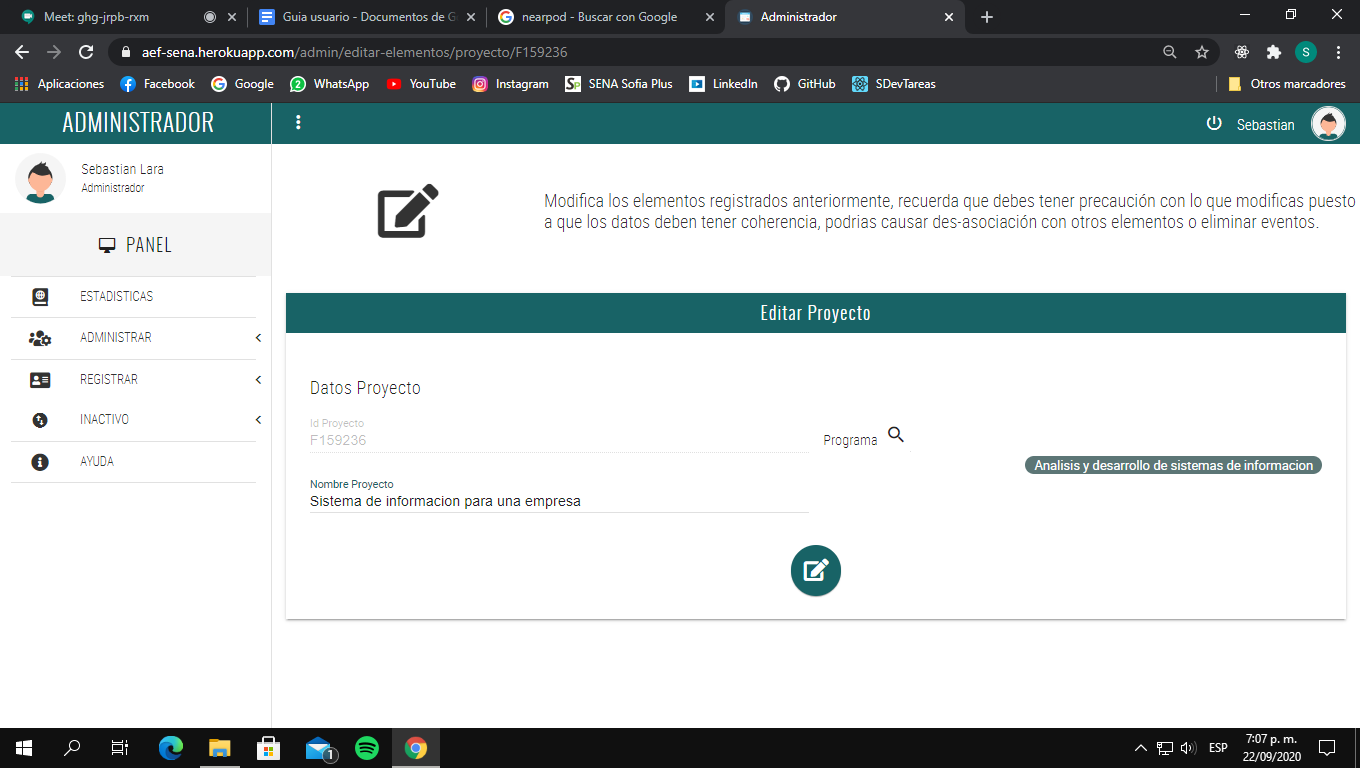 Meet: ghg-jrpb-rxm
Guia usuario - Documentos de G
nearpod - Buscar con Google
Administrador
aef-sena.herokuapp.com/admin/editar-elementos/proyecto/F159236
S
Aplicaciones
Facebook
Google
WhatsApp
YouTube
Instagram
SENA Sofia Plus
LinkedIn
GitHub
SDevTareas
Otros marcadores
ADMINISTRADOR
Sebastian
Sebastian Lara
Administrador
PANEL
ESTADISTICAS
ADMINISTRAR
REGISTRAR
INACTIVO
AYUDA
Modifica los elementos registrados anteriormente, recuerda que debes tener precaución con lo que modificas puesto
a que los datos deben tener coherencia, podrias causar des-asociación con otros elementos o eliminar eventos.
Editar Proyecto
Datos Proyecto
Id Proyecto
F159236
Programa
Analisis y desarrollo de sistemas de informacion
Nombre Proyecto
Sistema de informacion para una empresa
1
ESP
7:07 p. m.
22/09/2020